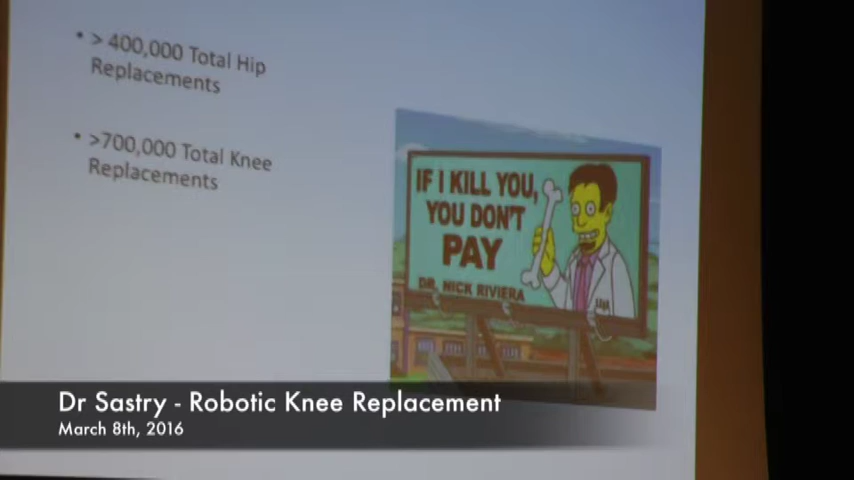 • > 400,000 Total Hip
Replacements
• >700,000 Total Knee
Replacements
IF I KILL YOU,
YOU DON'T
PAY
DR. NICK RIVIERA
Dr Sastry - Robotic Knee Replacement
March 8th, 2016